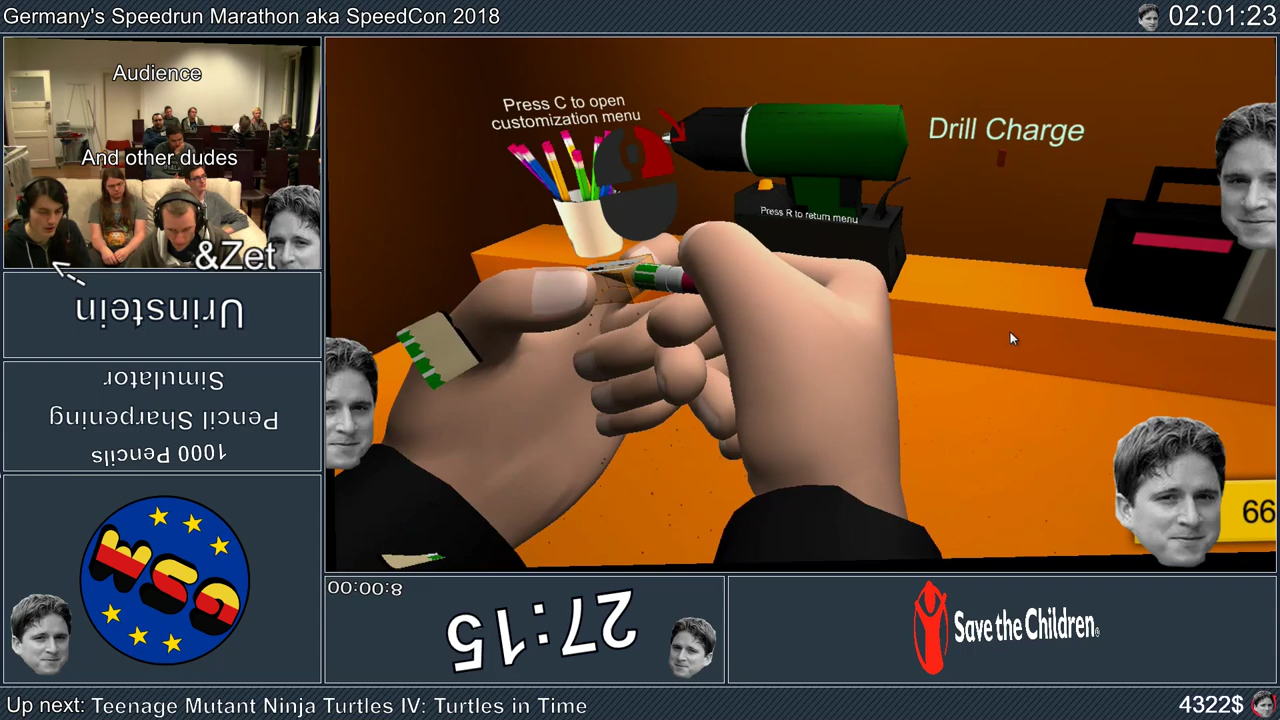 Germany's Speedrun Marathon aka SpeedCon 2018
02:01:23
Audience
And other dudes
&Zet
Urinstein
1000 Pencils
Pencil Sharpening
Simulator
WSG
Press C to open
customization menu
Drill Charge
Press R to return menu
66
8:00:00
27:15
Save the Children®
Up next: Teenage Mutant Ninja Turtles IV: Turtles in Time
4322$